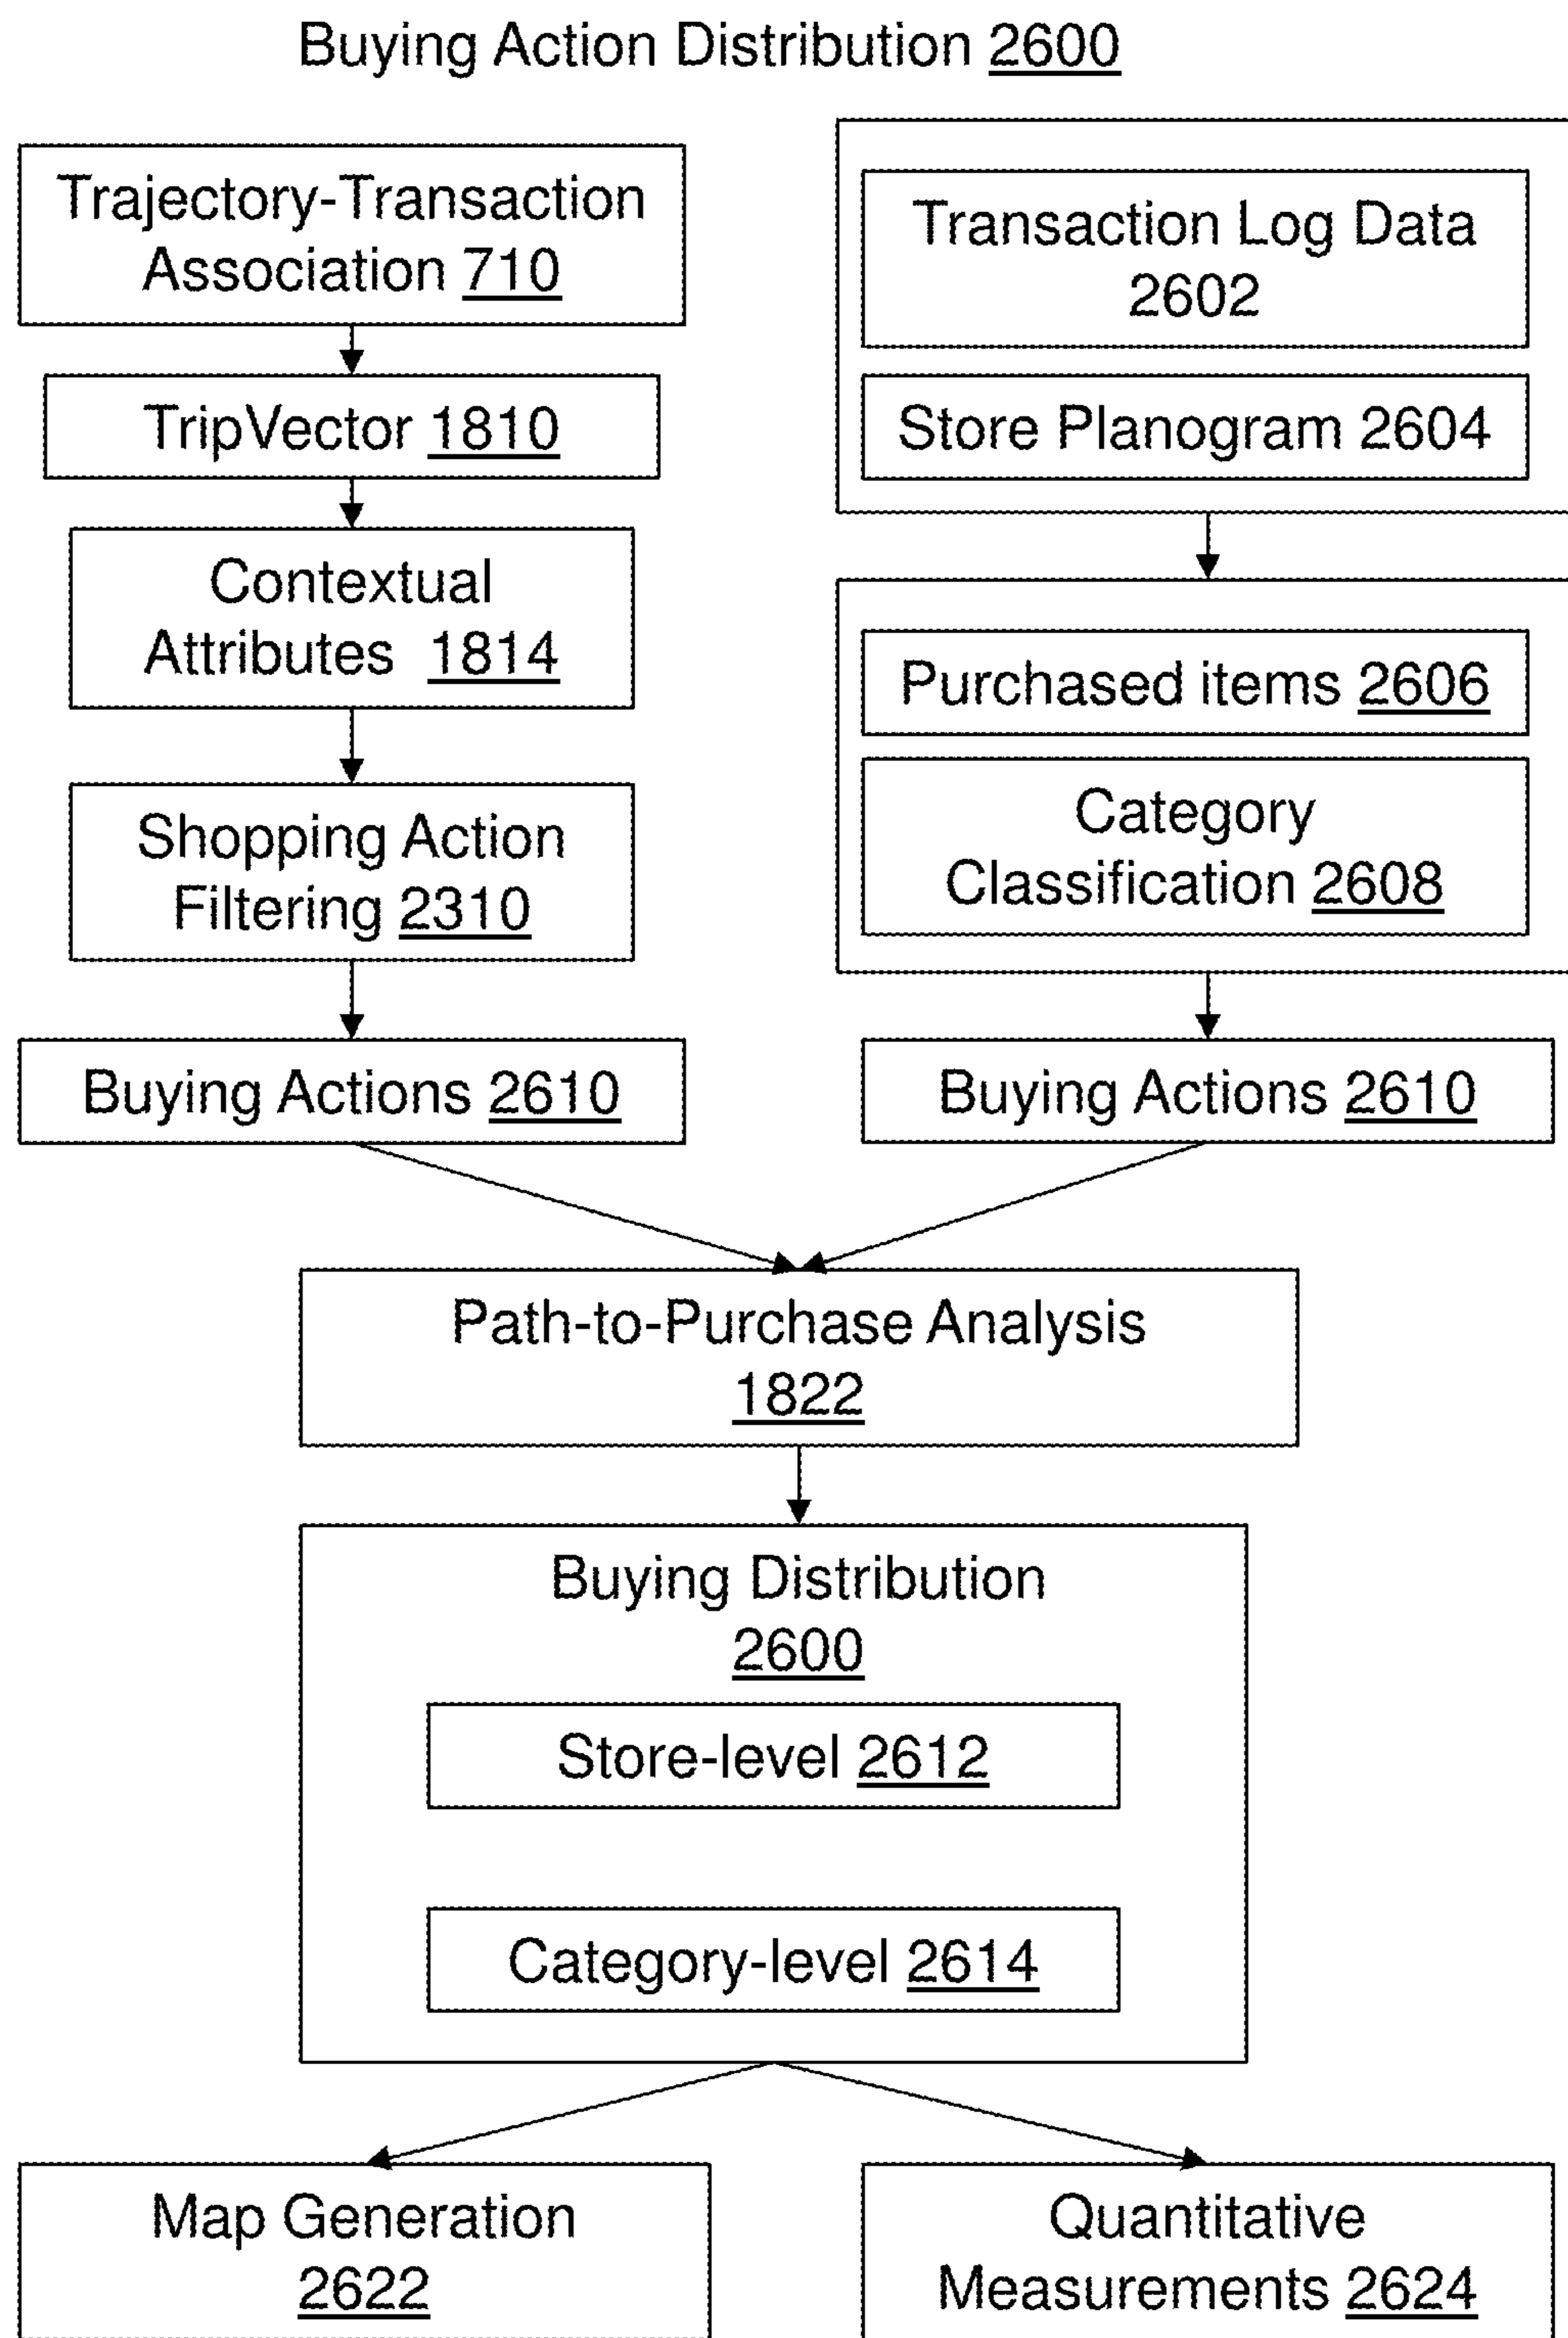 Buying Action Distribution 2600
Trajectory-Transaction
Association 710
TripVector 1810
Contextual
Attributes 1814
Shopping Action
Filtering 2310
Buying Actions 2610
Transaction Log Data
2602
Store Planogram 2604
Purchased items 2606
Category
Classification 2608
Buying Actions 2610
Path-to-Purchase Analysis
1822
Buying Distribution
2600
Store-level 2612
Category-level 2614
Map Generation
2622
Quantitative
Measurements 2624